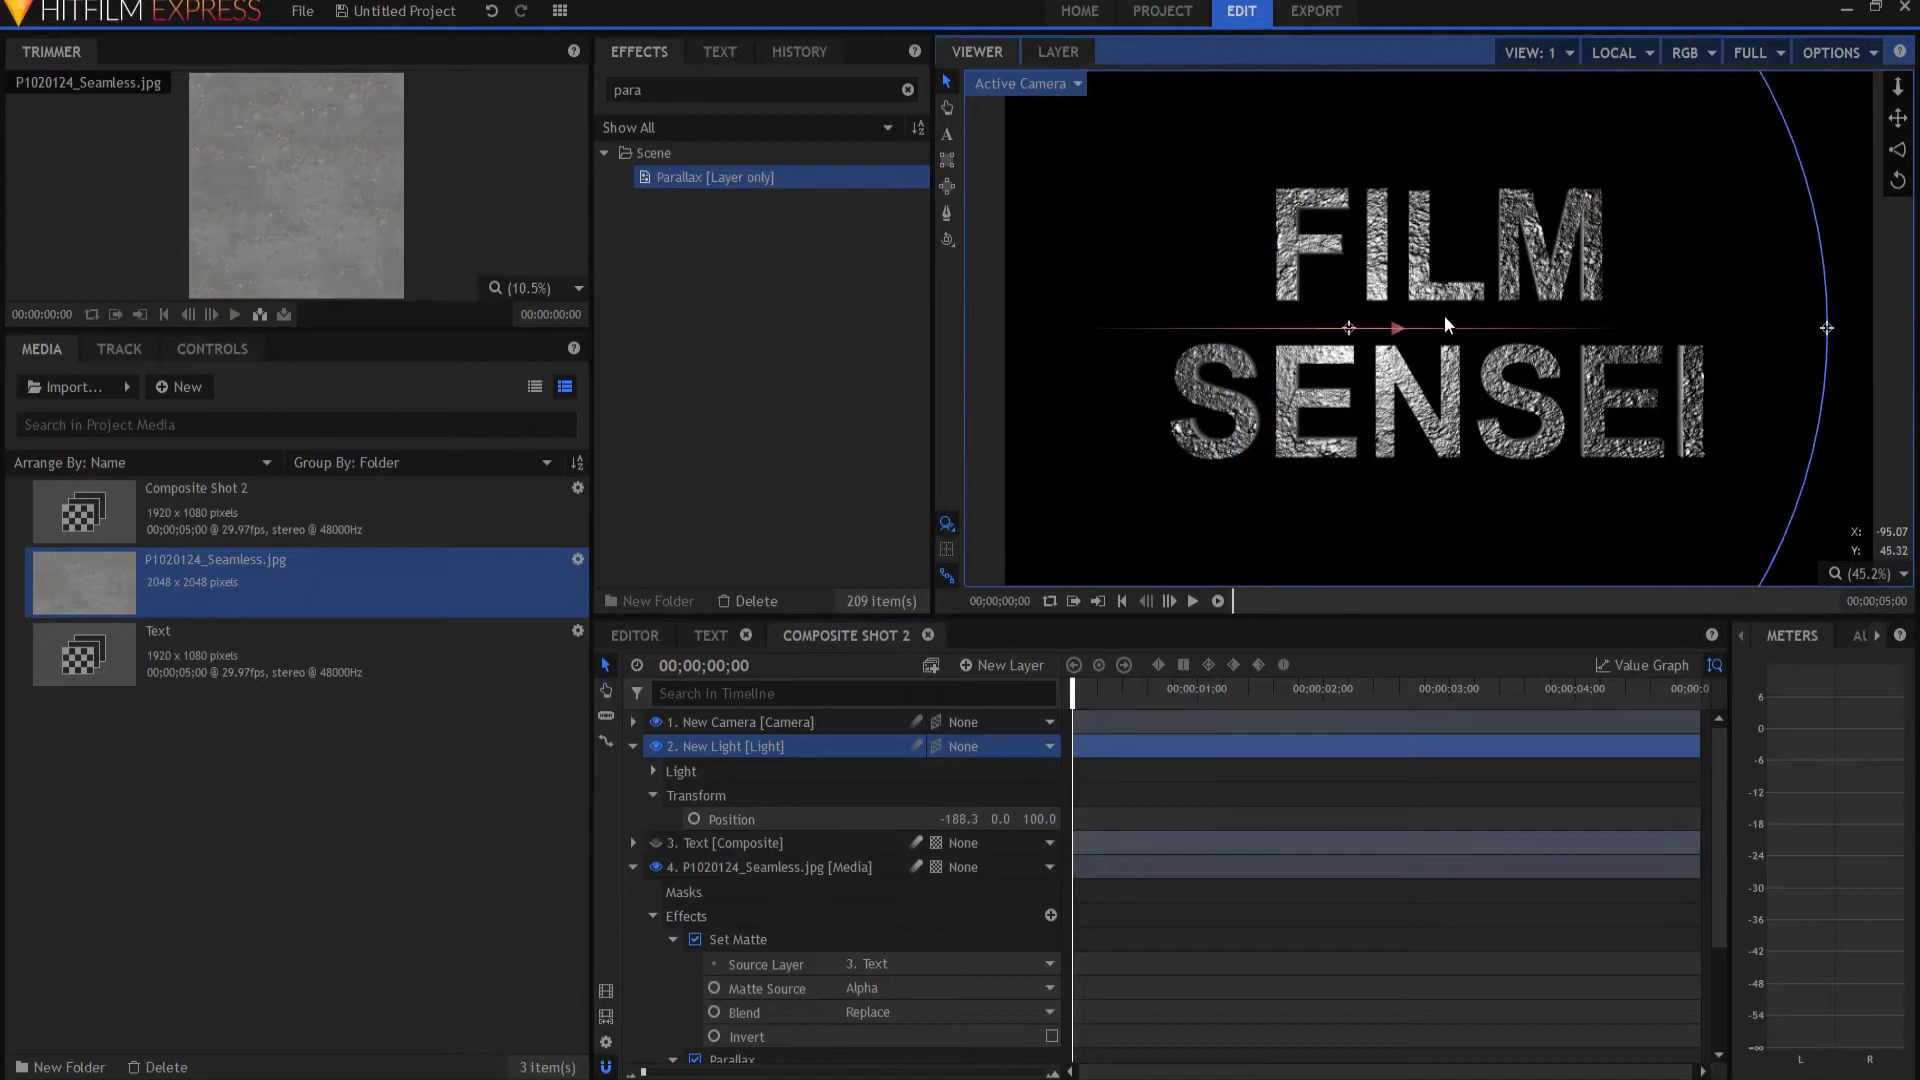 HITFILM EXPRESS
File
Untitled Project
HOME
PROJECT
EDIT
EXPORT
TRIMMER
P1020124_Seamless.jpg
(10.5%)
00:00:00:00
00:00:00:00
MEDIA
TRACK
CONTROLS
Import...
New
Search in Project Media
Arrange By: Name
Group By: Folder
Composite Shot 2
1920 x 1080 pixels
00;00;05;00 @ 29.97fps, stereo @ 48000Hz
P1020124_Seamless.jpg
2048 x 2048 pixels
Text
1920 x 1080 pixels
00;00;05;00 @ 29.97fps, stereo @ 48000Hz
New Folder
Delete
3 item(s)
EFFECTS
TEXT
HISTORY
para
Show All
Scene
Parallax [Layer only]
New Folder
Delete
209 item(s)
VIEWER
LAYER
VIEW: 1
LOCAL
RGB
FULL
OPTIONS
Active Camera
FILM
SENSEI
X: -95.07
Y: 45.32
(45.2%)
00;00;00;00
00;00;05;00
EDITOR
TEXT
COMPOSITE SHOT 2
00;00;00;00
New Layer
Value Graph
Search in Timeline
00:00:01;00
00:00:02;00
00:00:03;00
00:00:04;00
00:00:0
1. New Camera [Camera]
None
2. New Light [Light]
None
Light
Transform
Position
-188.3 0.0 100.0
3. Text [Composite]
None
4. P1020124_Seamless.jpg [Media]
None
Masks
Effects
Set Matte
Source Layer
3. Text
Matte Source
Alpha
Blend
Replace
Invert
Parallax
METERS
AU
6
0
-6
-12
-18
-24
-30
-36
-42
-48
-54
-∞
L
R